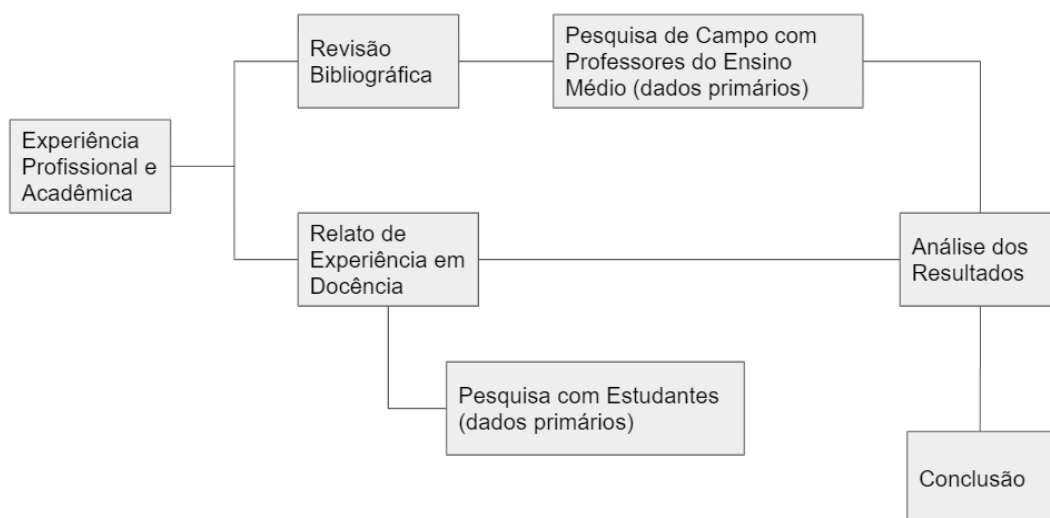 Experiência
Profissional e
Acadêmica
Revisão
Bibliográfica
Pesquisa de Campo com
Professores do Ensino
Médio (dados primários)
Relato de
Experiência em
Docência
Pesquisa com Estudantes
(dados primários)
Análise dos
Resultados
Conclusão